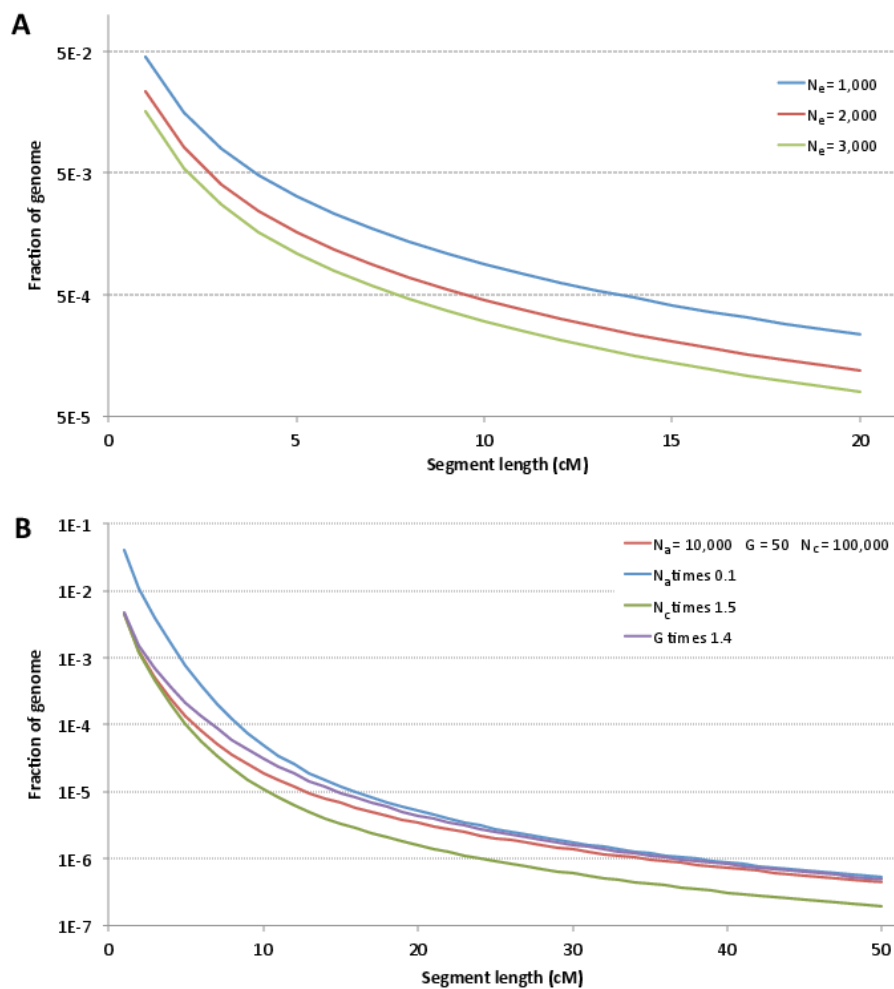 A
5E-2
5E-3
5E-4
5E-5
Fraction of genome
Ne = 1,000
Ne = 2,000
Ne = 3,000
0 5 10 15 20
Segment length (cM)
B
1E-1
1E-2
1E-3
1E-4
1E-5
1E-6
1E-7
Fraction of genome
Na = 10,000 G = 50 Nc = 100,000
Na times 0.1
Nc times 1.5
G times 1.4
0 10 20 30 40 50
Segment length (cM)